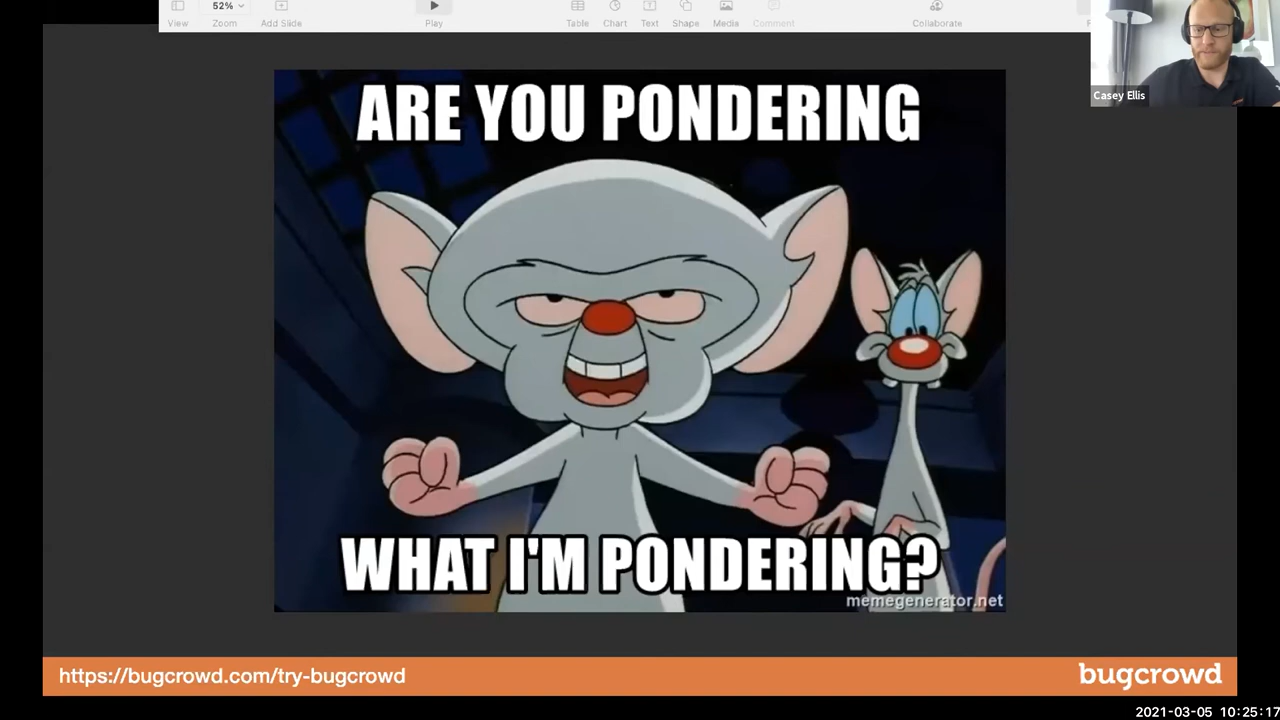 52%
View
Zoom
Add Slide
Play
Table
Chart
Text
Shape
Media
Comment
Collaborate
Casey Ellis
ARE YOU PONDERING
WHAT I'M PONDERING?
memegenerator.net
https://bugcrowd.com/try-bugcrowd
bugcrowd
2021-03-05 10:25:17